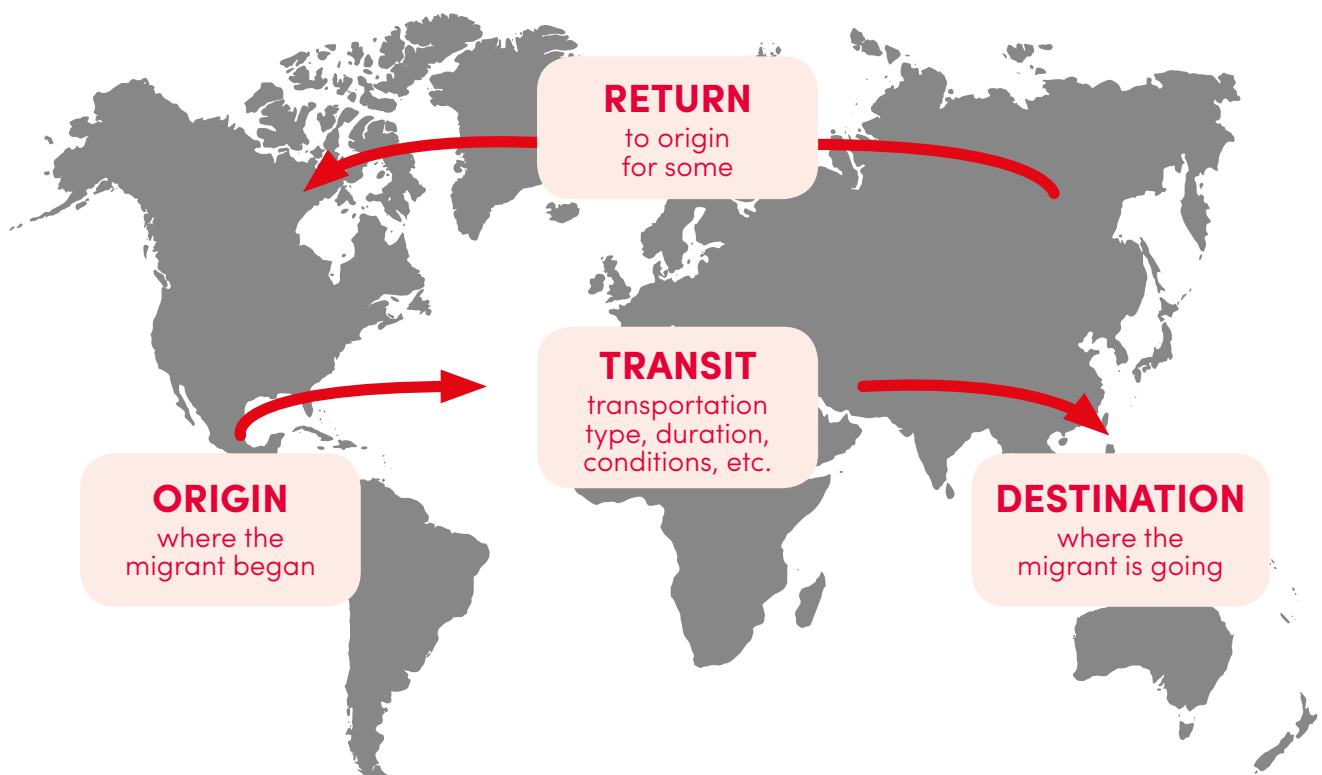 RETURN
to origin
for some
TRANSIT
transportation
type, duration,
conditions, etc.
ORIGIN
where the
migrant began
DESTINATION
where the
migrant is going